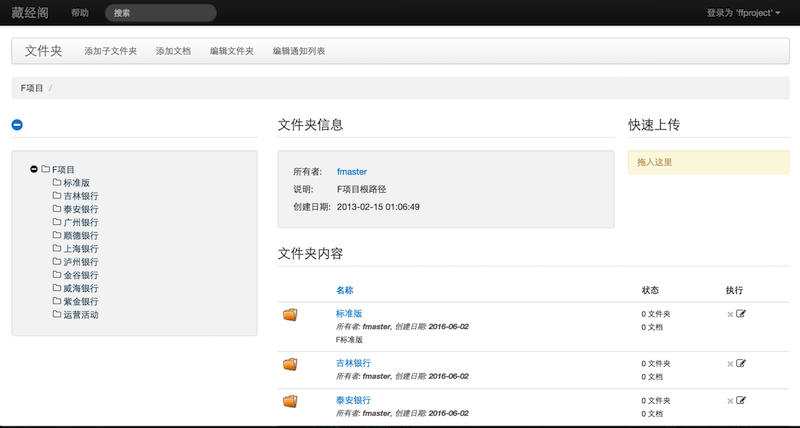 藏经阁 帮助 搜索 登录为 'ffproject'
文件夹 添加子文件夹 添加文档 编辑文件夹 编辑通知列表
F项目 /
F项目
标准版
吉林银行
泰安银行
广州银行
顺德银行
上海银行
泸州银行
金谷银行
威海银行
紫金银行
运营活动
文件夹信息
所有者: fmaster
说明: F项目根路径
创建日期: 2013-02-15 01:06:49
文件夹内容
名称 状态 执行
标准版 0 文件夹
所有者: fmaster, 创建日期: 2016-06-02 0 文档
F标准版
吉林银行 0 文件夹
所有者: fmaster, 创建日期: 2016-06-02 0 文档
泰安银行 0 文件夹
所有者: fmaster, 创建日期: 2016-06-02 0 文档
快速上传
拖入这里